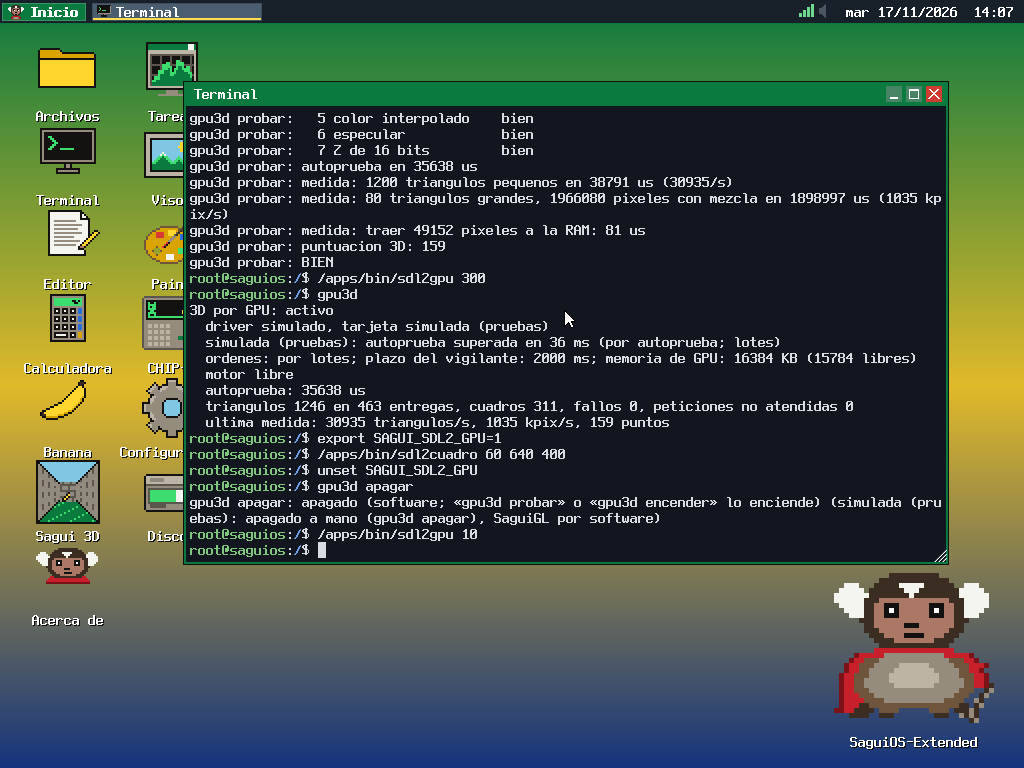 Inicio
Terminal
mar 17/11/2026 14:07
Archivos
Terminal
Editor
Calculadora
CHIP-
Banana
Configur
Sagui 3D
Disc
Acerca de
Tarea
Viso
Pain
Terminal
gpu3d probar:   5 color interpolado    bien
gpu3d probar:   6 especular            bien
gpu3d probar:   7 Z de 16 bits         bien
gpu3d probar: autoprueba en 35638 us
gpu3d probar: medida: 1200 triangulos pequenos en 38791 us (30935/s)
gpu3d probar: medida: 80 triangulos grandes, 1966080 pixeles con mezcla en 1898997 us (1035 kp
ix/s)
gpu3d probar: medida: traer 49152 pixeles a la RAM: 81 us
gpu3d probar: puntuacion 3D: 159
gpu3d probar: BIEN
root@saguios:/$ /apps/bin/sdl2gpu 300
root@saguios:/$ gpu3d
3D por GPU: activo
  driver simulado, tarjeta simulada (pruebas)
  simulada (pruebas): autoprueba superada en 36 ms (por autoprueba; lotes)
  ordenes: por lotes; plazo del vigilante: 2000 ms; memoria de GPU: 16384 KB (15784 libres)
  motor libre
  autoprueba: 35638 us
  triangulos 1246 en 463 entregas, cuadros 311, fallos 0, peticiones no atendidas 0
  ultima medida: 30935 triangulos/s, 1035 kpix/s, 159 puntos
root@saguios:/$ export SAGUI_SDL2_GPU=1
root@saguios:/$ /apps/bin/sdl2cuadro 60 640 400
root@saguios:/$ unset SAGUI_SDL2_GPU
root@saguios:/$ gpu3d apagar
gpu3d apagar: apagado (software; «gpu3d probar» o «gpu3d encender» lo enciende) (simulada (pru
ebas): apagado a mano (gpu3d apagar), SaguiGL por software)
root@saguios:/$ /apps/bin/sdl2gpu 10
root@saguios:/$
SaguiOS-Extended